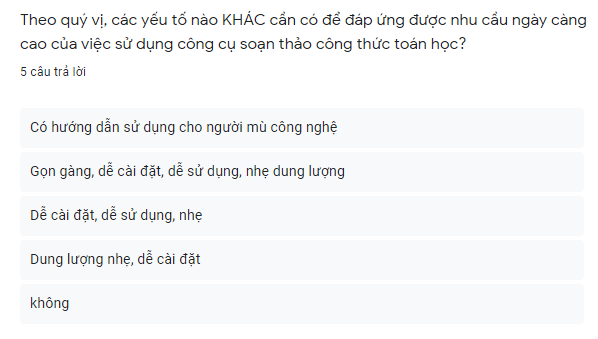 Theo quý vị, các yếu tố nào KHÁC cần có để đáp ứng được nhu cầu ngày càng
cao của việc sử dụng công cụ soạn thảo công thức toán học?
5 câu trả lời
Có hướng dẫn sử dụng cho người mù công nghệ
Gọn gàng, dễ cài đặt, dễ sử dụng, nhẹ dung lượng
Dễ cài đặt, dễ sử dụng, nhẹ
Dung lượng nhẹ, dễ cài đặt
không